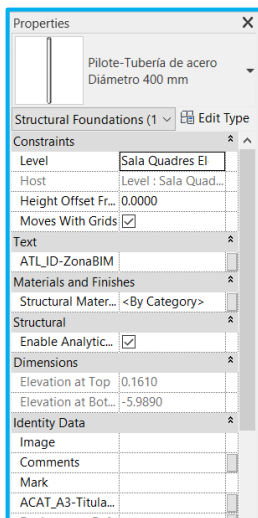 Properties
Pilote-Tubería de acero
Diámetro 400 mm
Structural Foundations (1 Edit Type
Constraints
Level Sala Quadres El
Host Level : Sala Quad...
Height Offset Fr... 0.0000
Moves With Grids
Text
ATL_ID-ZonaBIM
Materials and Finishes
Structural Mater... <By Category>
Structural
Enable Analytic...
Dimensions
Elevation at Top 0.1610
Elevation at Bot... -5.9890
Identity Data
Image
Comments
Mark
ACAT_A3-Titula...